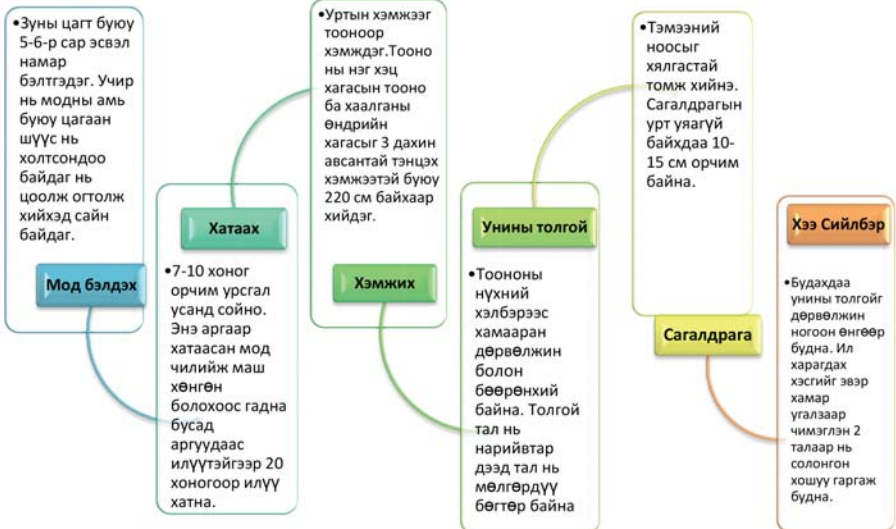 •Зуны цагт буюу
5-6-р сар эсвэл
намар
бэлтгэдэг. Учир
нь модны амь
буюу цагаан
шүүс нь
холтсондоо
байдаг нь
цоолж огтолж
хийхэд сайн
байдаг.
Мод бэлдэх
Хатаах
•7-10 хоног
орчим урсгал
усанд сойно.
Энэ аргаар
хатаасан мод
чилийж маш
хөнгөн
болохоос гадна
бусад
аргуудаас
илүүтэйгээр 20
хоногоор илүү
хатна.
•Уртын хэмжээг
тооноор
хэмждэг.Тооно
ны нэг хэц
хагасын тооно
ба хаалганы
өндрийн
хагасыг 3 дахин
авсантай тэнцэх
хэмжээтэй буюу
220 см байхаар
хийдэг.
Хэмжих
Унины толгой
•Тоононы
нүхний
хэлбэрээс
хамааран
дөрвөлжин
болон
бөөрөнхий
байна. Толгой
тал нь
нарийвтар
дээд тал нь
мөлгөрдүү
бөгтөр байна
•Тэмээний
ноосыг
хялгастай
томж хийнэ.
Сагалдрагын
урт уяагүй
байхдаа 10-
15 см орчим
байна.
Сагалдрага
Хээ Сийлбэр
•Будахдаа
унины толгойг
дөрвөлжин
ногоон өнгөөр
будна. Ил
харагдах
хэсгийг эвэр
хамар
угалзаар
чимэглэн 2
талаар нь
солонгон
хошуу гаргаж
будна.